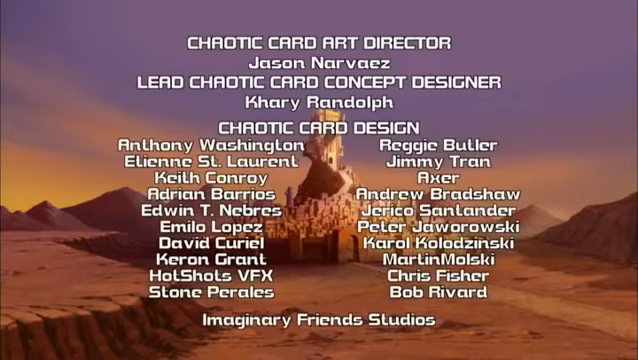 CHAOTIC CARD ART DIRECTOR
Jason Narvaez
LEAD CHAOTIC CARD CONCEPT DESIGNER
Khary Randolph
CHAOTIC CARD DESIGN
Anthony Washington Reggie Butler
Etienne St. Laurent Jimmy Tran
Keith Conroy Axer
Adrian Barrios Andrew Bradshaw
Edwin T. Nebres Jerico Santander
Emilo Lopez Peter Jaworowski
David Curiel Karol Kolodzinski
Keron Grant MartinMolski
HotShots VFX Chris Fisher
Stone Perales Bob Rivard
Imaginary Friends Studios